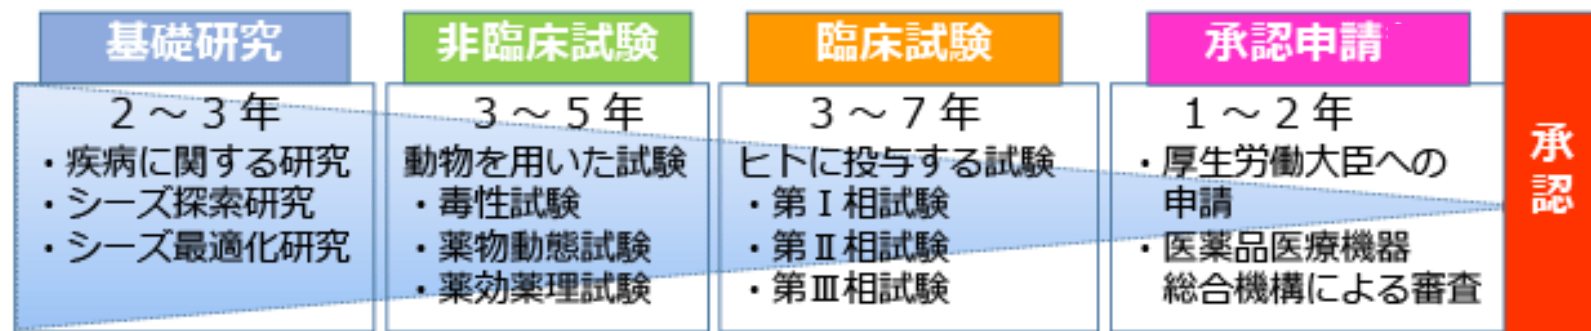 基礎研究
2～3年
・疾病に関する研究
・シーズ探索研究
・シーズ最適化研究
非臨床試験
3～5年
動物を用いた試験
・毒性試験
・薬物動態試験
・薬効薬理試験
臨床試験
3～7年
ヒトに投与する試験
・第Ⅰ相試験
・第Ⅱ相試験
・第Ⅲ相試験
承認申請
1～2年
・厚生労働大臣への
申請
・医薬品医療機器
総合機構による審査
承認